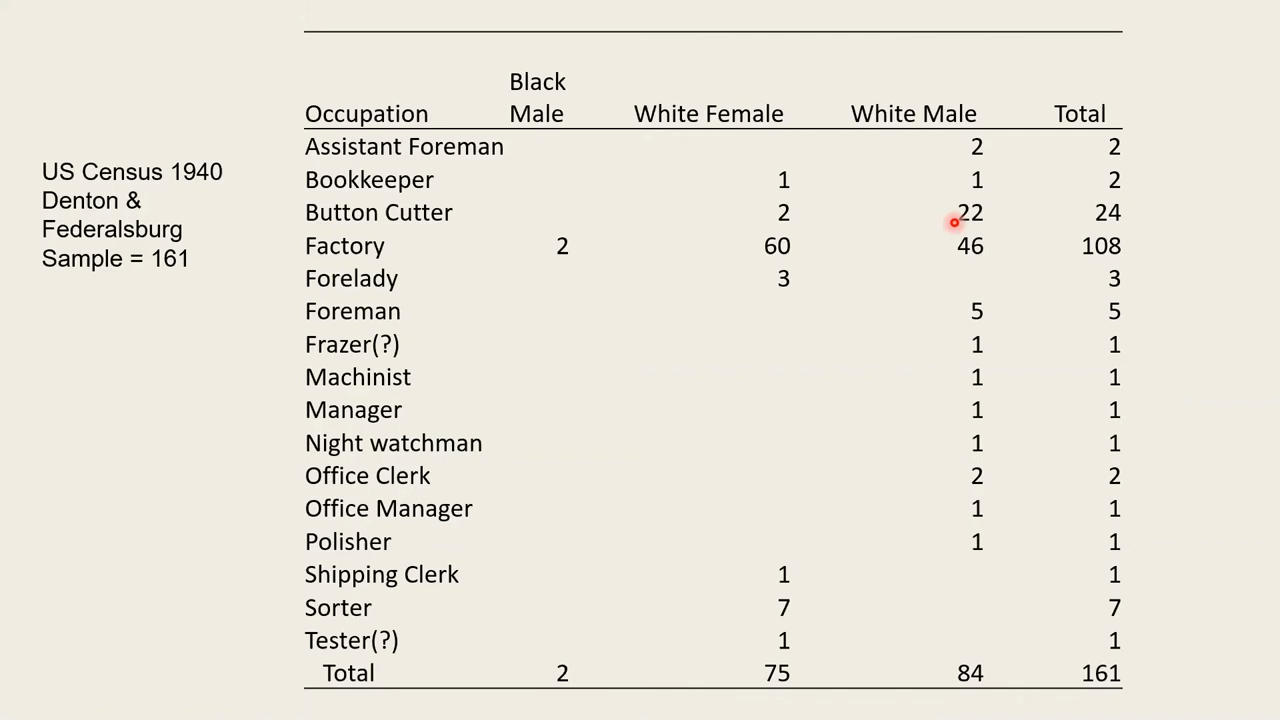 US Census 1940
Denton &
Federalsburg
Sample = 161
Black
Occupation Male White Female White Male Total
Assistant Foreman 2 2
Bookkeeper 1 1 2
Button Cutter 2 22 24
Factory 2 60 46 108
Forelady 3 3
Foreman 5 5
Frazer(?) 1 1
Machinist 1 1
Manager 1 1
Night watchman 1 1
Office Clerk 2 2
Office Manager 1 1
Polisher 1 1
Shipping Clerk 1 1
Sorter 7 7
Tester(?) 1 1
Total 2 75 84 161